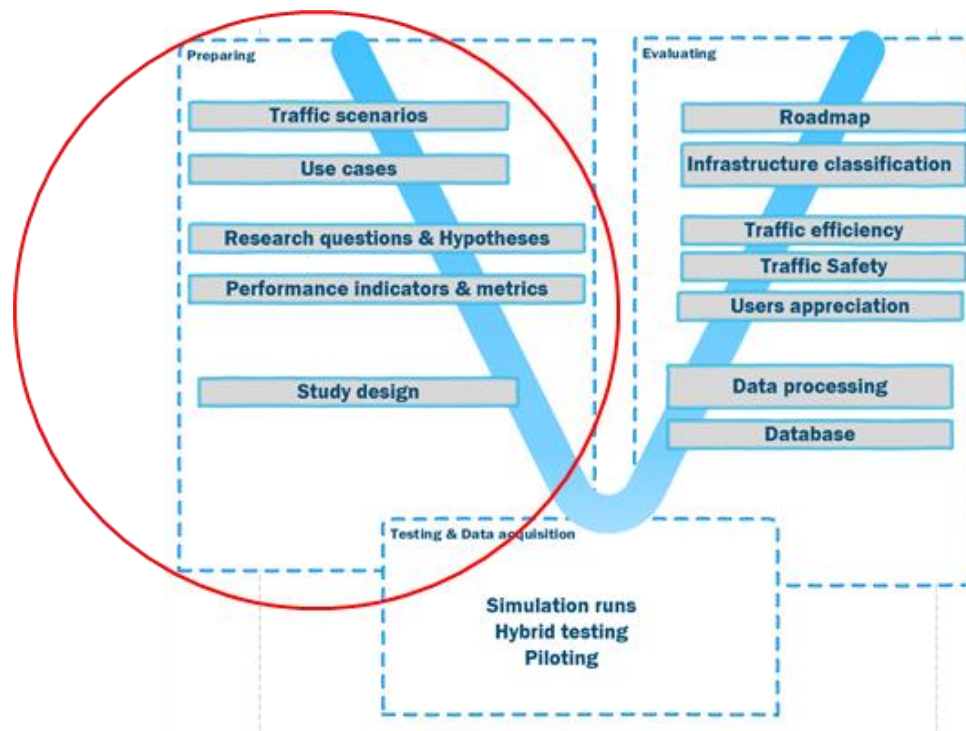 Preparing
Traffic scenarios
Use cases
Research questions & Hypotheses
Performance indicators & metrics
Study design
Testing & Data acquisition
Simulation runs
Hybrid testing
Piloting
Evaluating
Roadmap
Infrastructure classification
Traffic efficiency
Traffic Safety
Users appreciation
Data processing
Database